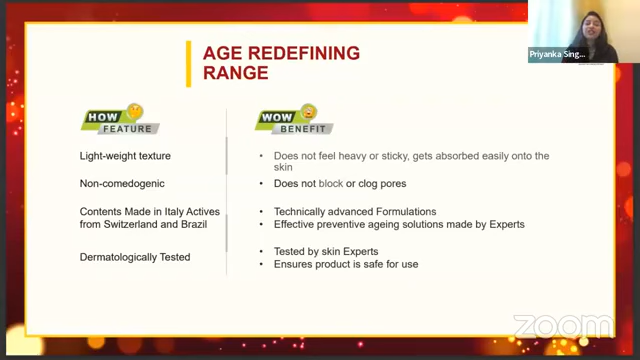 AGE REDEFINING
RANGE
Priyanka Sing...
HOW
FEATURE
WOW
BENEFIT
Light-weight texture
• Does not feel heavy or sticky, gets absorbed easily onto the
skin
Non-comedogenic
• Does not block or clog pores
Contents Made in Italy Actives
from Switzerland and Brazil
• Technically advanced Formulations
• Effective preventive ageing solutions made by Experts
Dermatologically Tested
• Tested by skin Experts
• Ensures product is safe for use
zoom